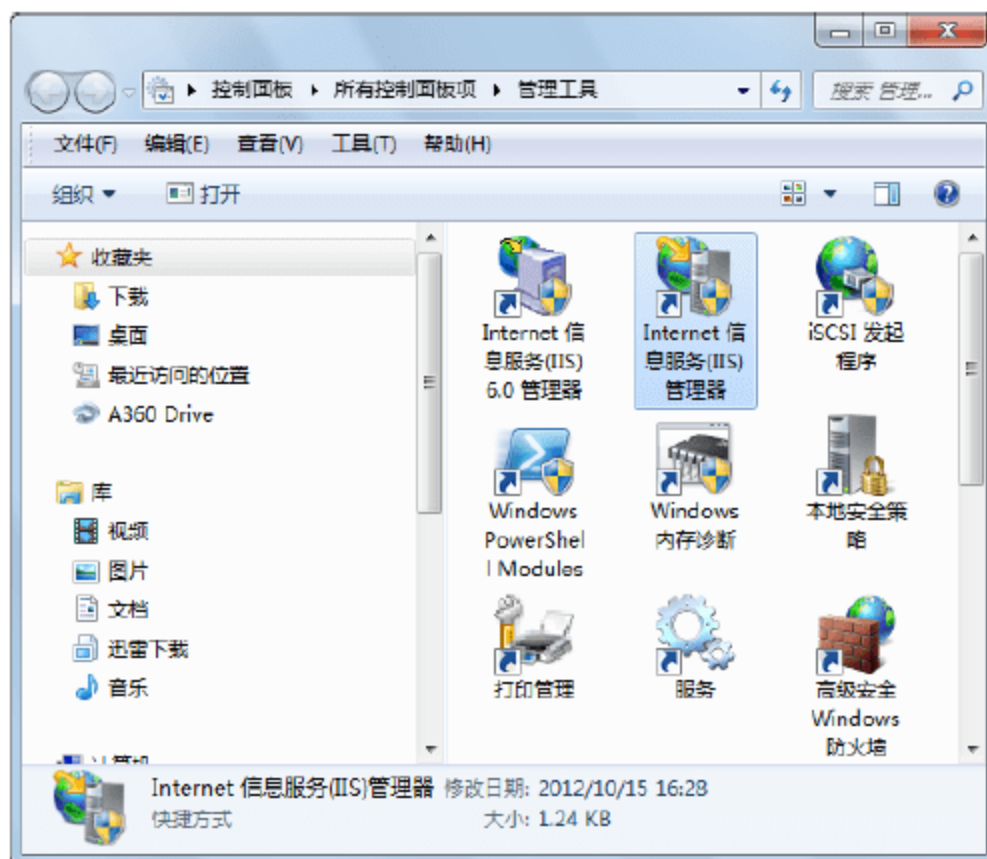 控制面板 所有控制面板项 管理工具 搜索 管理...
文件(F) 编辑(E) 查看(V) 工具(T) 帮助(H)
组织 打开
收藏夹
下载
桌面
最近访问的位置
A360 Drive
库
视频
图片
文档
迅雷下载
音乐
计算机
Internet 信
息服务(IIS)
6.0 管理器
Internet 信
息服务(IIS)
管理器
iSCSI 发起
程序
Windows
PowerShel
l Modules
Windows
内存诊断
本地安全策
略
打印管理
服务
高级安全
Windows
防火墙
Internet 信息服务(IIS)管理器 修改日期: 2012/10/15 16:28
快捷方式 大小: 1.24 KB